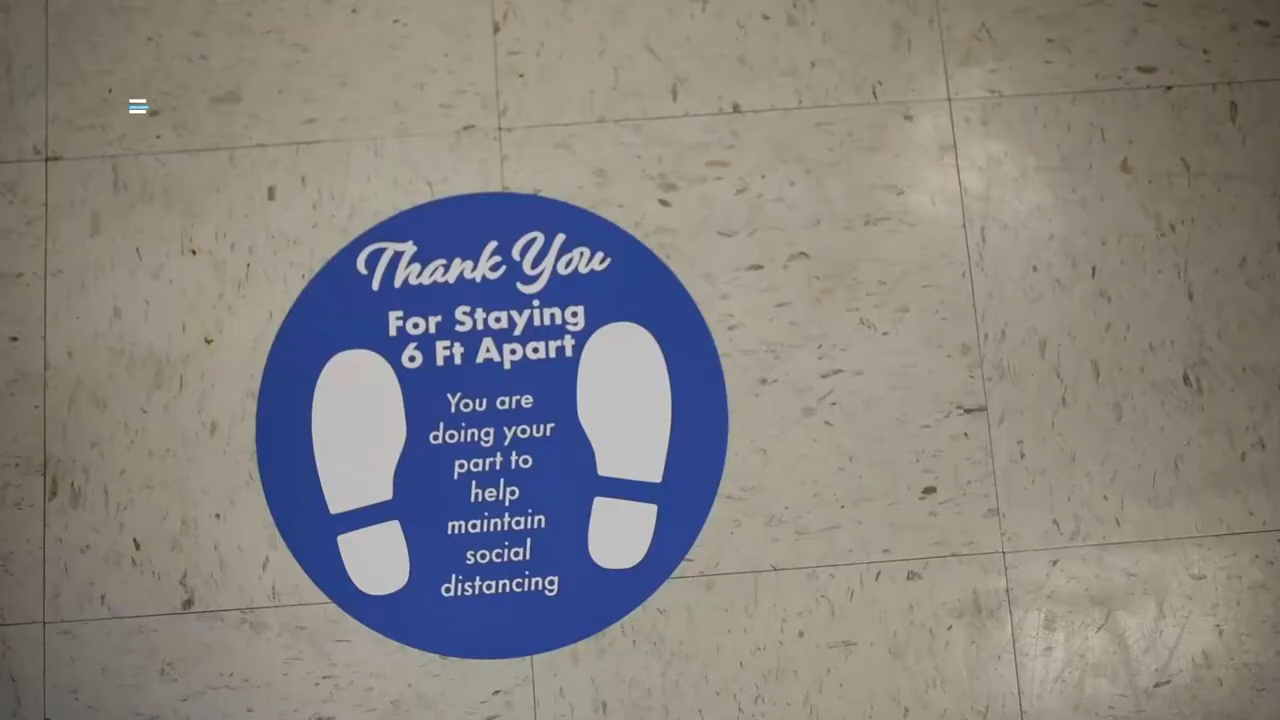 Thank You
For Staying
6 Ft Apart
You are
doing your
part to
help
maintain
social
distancing